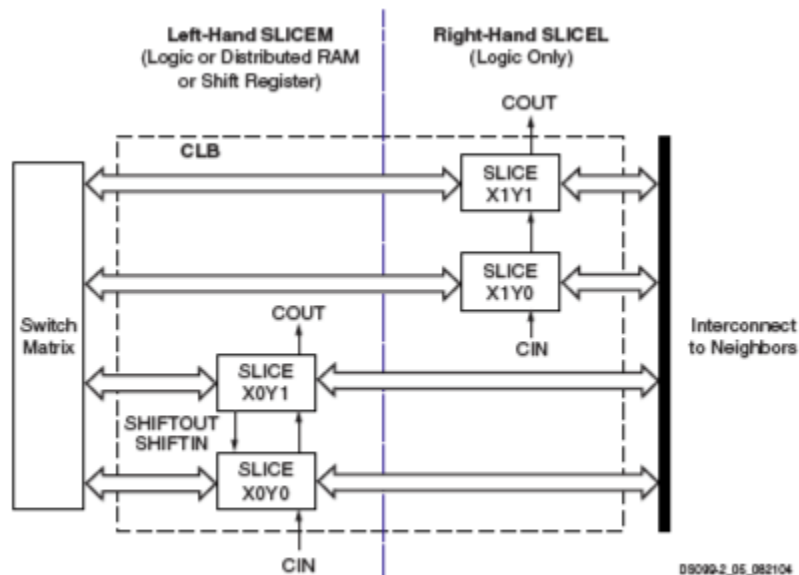 Left-Hand SLICEM
(Logic or Distributed RAM
or Shift Register)
Right-Hand SLICEL
(Logic Only)
COUT
CLB
SLICE
X1Y1
SLICE
X1Y0
COUT
CIN
Switch
Matrix
Interconnect
to Neighbors
SLICE
X0Y1
SHIFTOUT
SHIFTIN
SLICE
X0Y0
CIN
DS099-2_05_082104